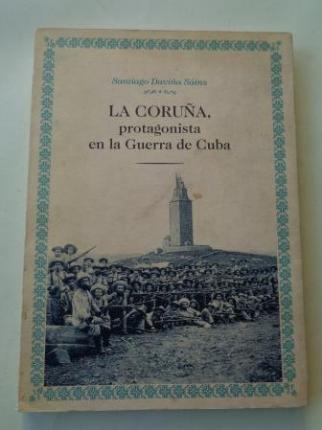 Santiago Daviña Sáinz
LA CORUÑA,
protagonista
en la Guerra de Cuba